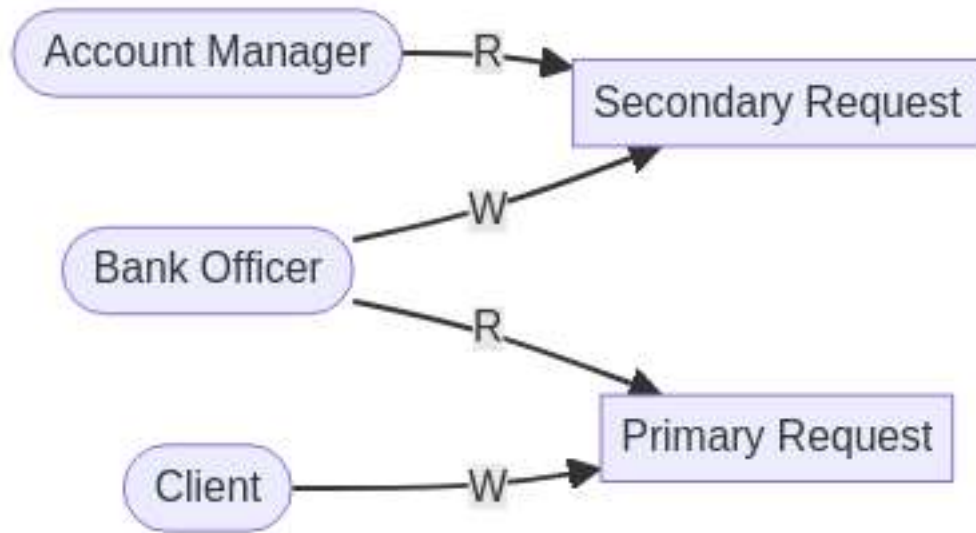 Account Manager
R
Secondary Request
W
Bank Officer
R
Primary Request
Client
W